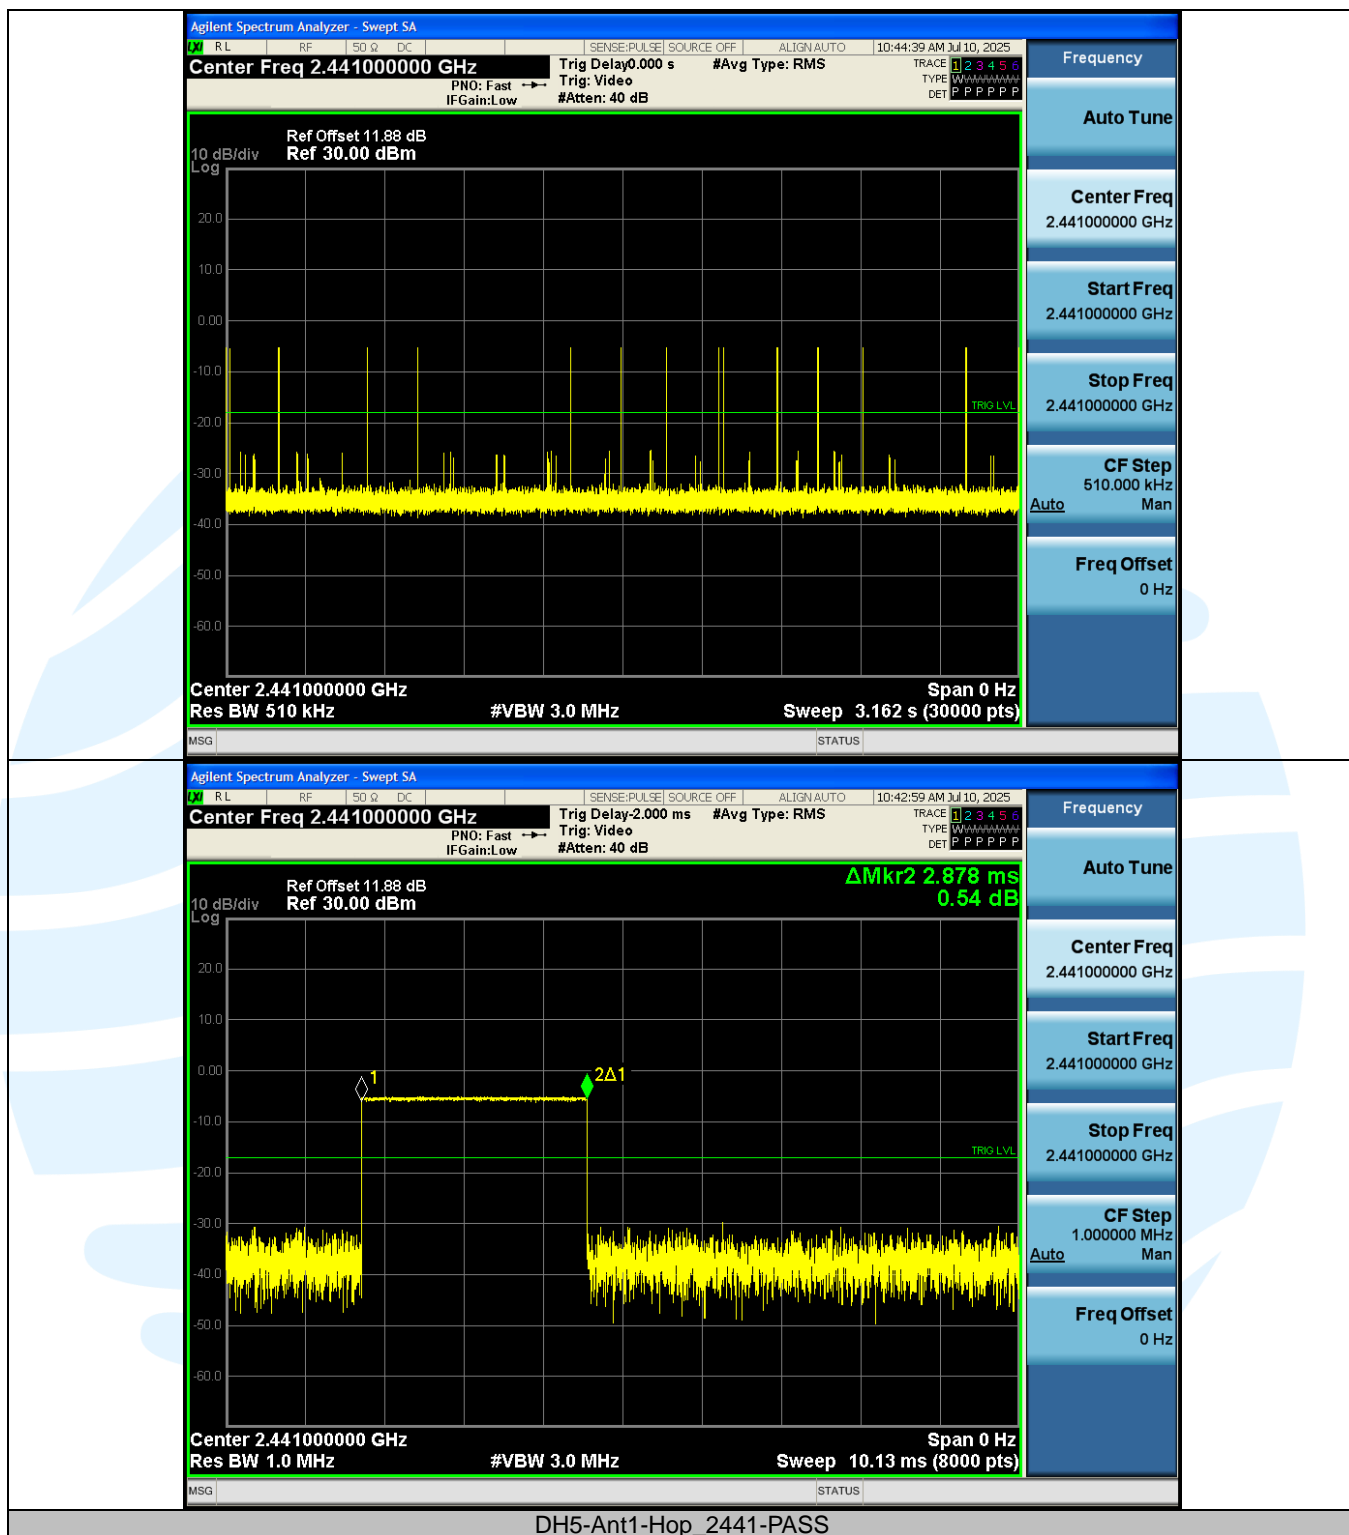 Agilent Spectrum Analyzer - Swept SA
LXI RL RF 50 Ω DC SENSE:PULSE SOURCE OFF ALIGN AUTO 10:44:39 AM Jul 10, 2025
Center Freq 2.441000000 GHz
PNO: Fast
IFGain:Low
Trig Delay0.000 s
Trig: Video
#Atten: 40 dB
#Avg Type: RMS
TRACE 1 2 3 4 5 6
TYPE W
DET P P P P P P
Ref Offset 11.88 dB
10 dB/div Ref 30.00 dBm
Log
20.0
10.0
0.00
-10.0
TRIG LVL
-20.0
-30.0
-40.0
-50.0
-60.0
Center 2.441000000 GHz Span 0 Hz
Res BW 510 kHz #VBW 3.0 MHz Sweep 3.162 s (30000 pts)
MSG STATUS
Frequency
Auto Tune
Center Freq
2.441000000 GHz
Start Freq
2.441000000 GHz
Stop Freq
2.441000000 GHz
CF Step
510.000 kHz
Auto Man
Freq Offset
0 Hz
Agilent Spectrum Analyzer - Swept SA
LXI RL RF 50 Ω DC SENSE:PULSE SOURCE OFF ALIGN AUTO 10:42:59 AM Jul 10, 2025
Center Freq 2.441000000 GHz
PNO: Fast
IFGain:Low
Trig Delay-2.000 ms
Trig: Video
#Atten: 40 dB
#Avg Type: RMS
TRACE 1 2 3 4 5 6
TYPE W
DET P P P P P P
ΔMkr2 2.878 ms
0.54 dB
Ref Offset 11.88 dB
10 dB/div Ref 30.00 dBm
Log
20.0
10.0
0.00
1
2Δ1
-10.0
TRIG LVL
-20.0
-30.0
-40.0
-50.0
-60.0
Center 2.441000000 GHz Span 0 Hz
Res BW 1.0 MHz #VBW 3.0 MHz Sweep 10.13 ms (8000 pts)
MSG STATUS
Frequency
Auto Tune
Center Freq
2.441000000 GHz
Start Freq
2.441000000 GHz
Stop Freq
2.441000000 GHz
CF Step
1.000000 MHz
Auto Man
Freq Offset
0 Hz
DH5-Ant1-Hop_2441-PASS